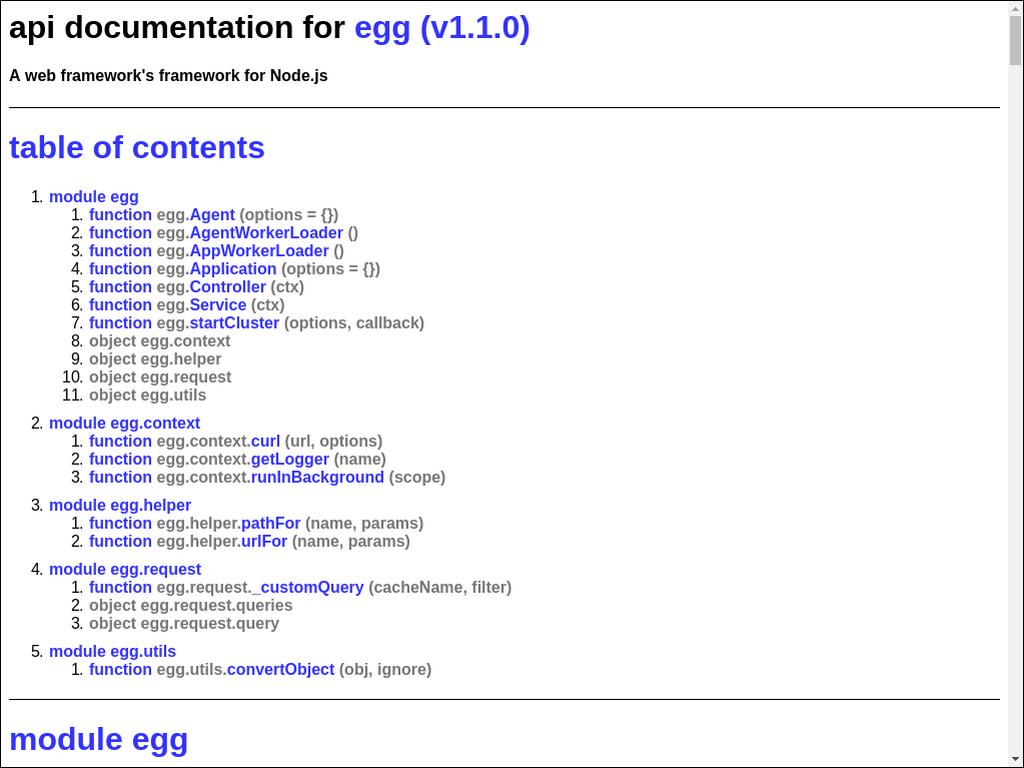 api documentation for egg (v1.1.0)
A web framework's framework for Node.js
table of contents
1. module egg
1. function egg.Agent (options = {})
2. function egg.AgentWorkerLoader ()
3. function egg.AppWorkerLoader ()
4. function egg.Application (options = {})
5. function egg.Controller (ctx)
6. function egg.Service (ctx)
7. function egg.startCluster (options, callback)
8. object egg.context
9. object egg.helper
10. object egg.request
11. object egg.utils
2. module egg.context
1. function egg.context.curl (url, options)
2. function egg.context.getLogger (name)
3. function egg.context.runInBackground (scope)
3. module egg.helper
1. function egg.helper.pathFor (name, params)
2. function egg.helper.urlFor (name, params)
4. module egg.request
1. function egg.request._customQuery (cacheName, filter)
2. object egg.request.queries
3. object egg.request.query
5. module egg.utils
1. function egg.utils.convertObject (obj, ignore)
module egg